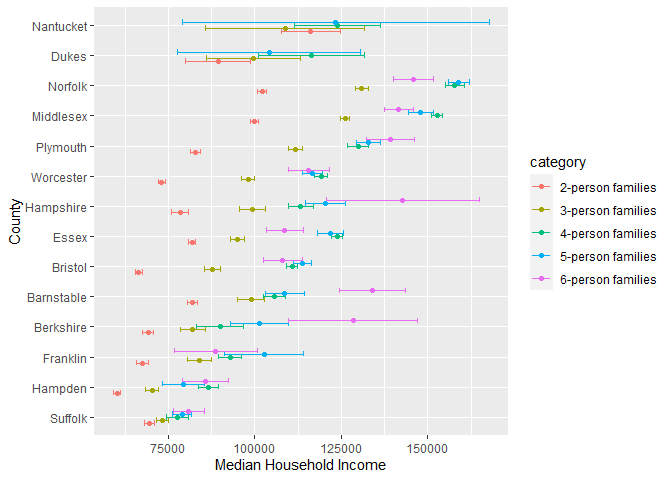 Nantucket
Dukes
Norfolk
Middlesex
Plymouth
Worcester
Hampshire
Essex
Bristol
Barnstable
Berkshire
Franklin
Hampden
Suffolk
County
75000 100000 125000 150000
Median Household Income
category
2-person families
3-person families
4-person families
5-person families
6-person families